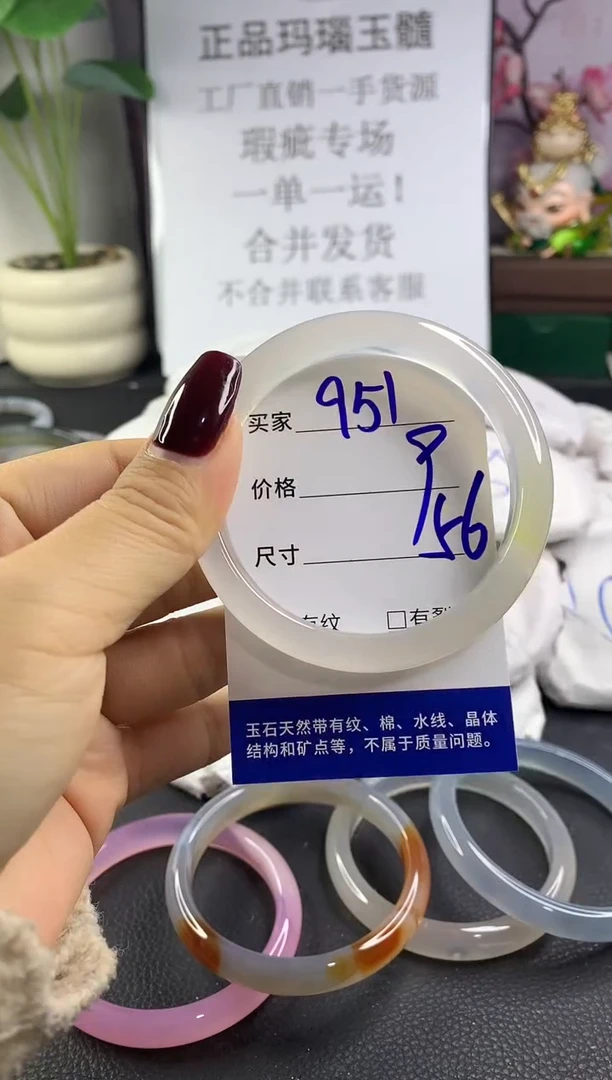 正品玛瑙玉髓
工厂直销一手货源
瑕疵专场
一单一运!
合并发货
不合并联系客服
买家 951
价格
尺寸 56
有纹 □有裂
玉石天然带有纹、棉、水线、晶体
结构和矿点等，不属于质量问题。